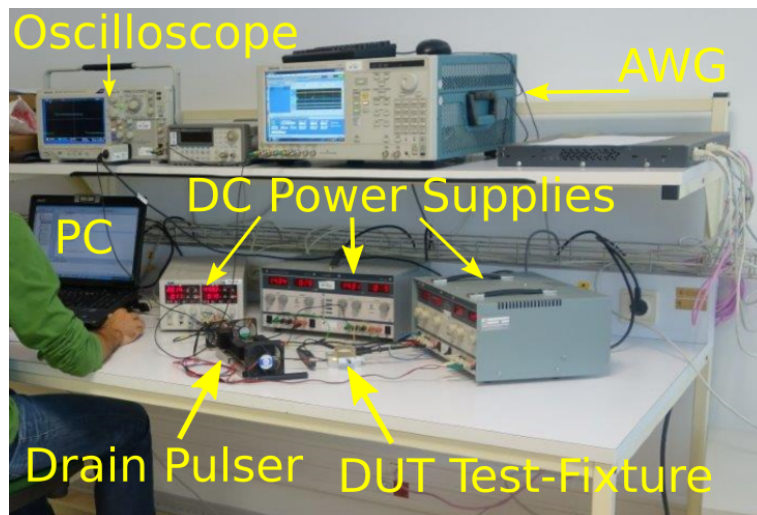 Oscilloscope
AWG
DC Power Supplies
PC
Drain Pulser
DUT Test-Fixture